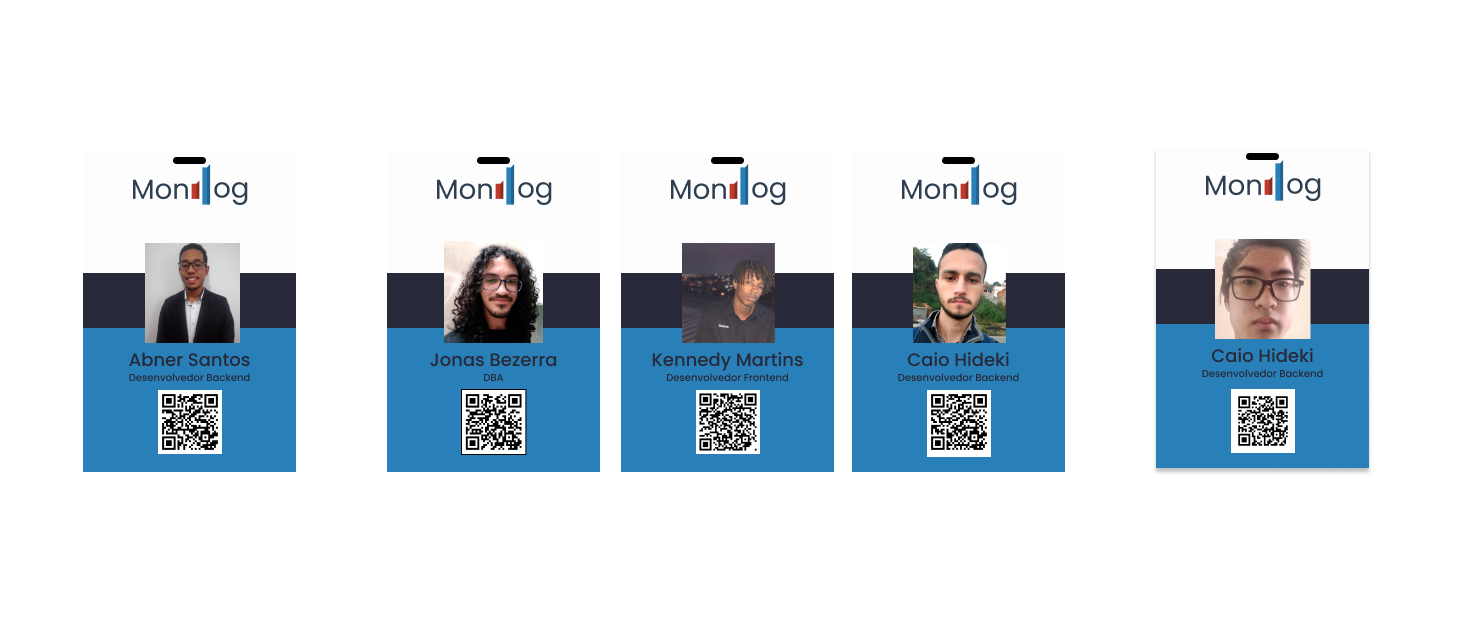 Monilog
Abner Santos
Desenvolvedor Backend
Monilog
Jonas Bezerra
DBA
Monilog
Kennedy Martins
Desenvolvedor Frontend
Monilog
Caio Hideki
Desenvolvedor Backend
Monilog
Caio Hideki
Desenvolvedor Backend